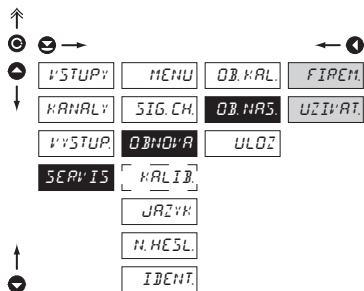 VSTUPY MENU OB. KAL. FIREM.
KANALY SIG. CH. OB. NAS. UZIVAT.
VYSTUP. OBNOVA ULOZ
SERVIS KALIB.
JAZYK
N. HESL.
IDENT.